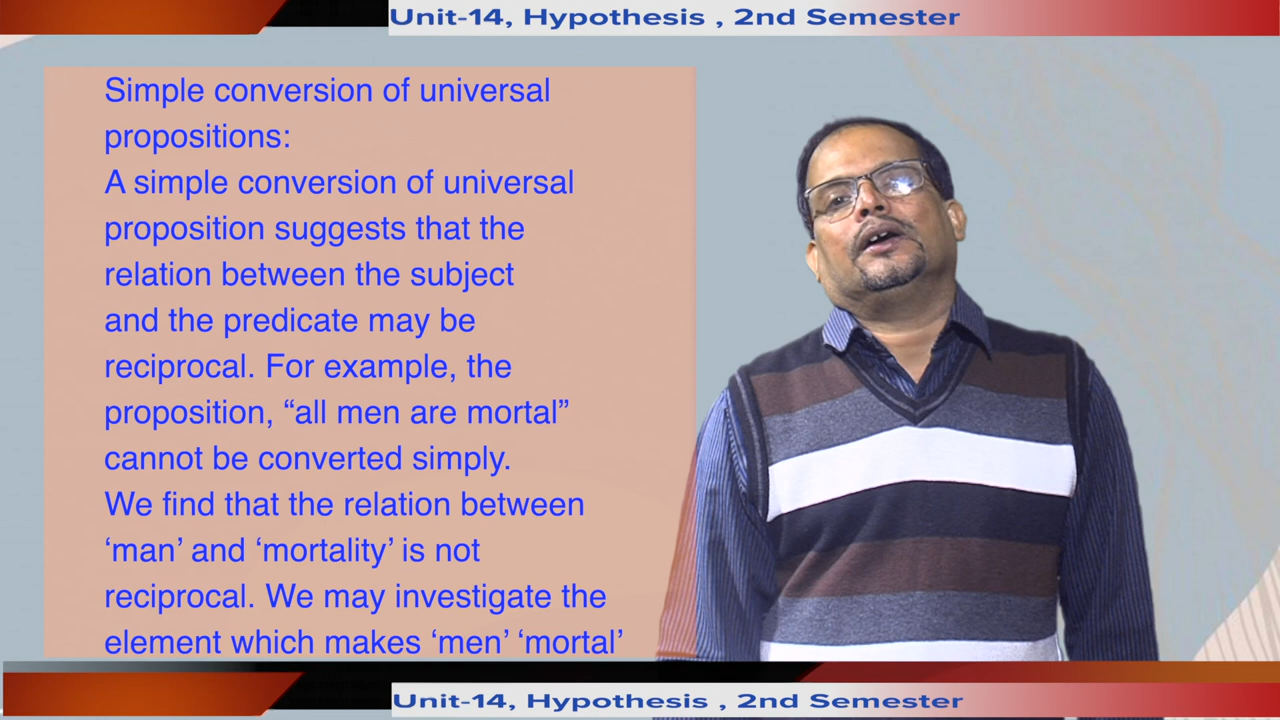 Unit-14, Hypothesis , 2nd Semester
Simple conversion of universal
propositions:
A simple conversion of universal
proposition suggests that the
relation between the subject
and the predicate may be
reciprocal. For example, the
proposition, “all men are mortal”
cannot be converted simply.
We find that the relation between
‘man’ and ‘mortality’ is not
reciprocal. We may investigate the
element which makes ‘men’ ‘mortal’
Unit-14, Hypothesis , 2nd Semester